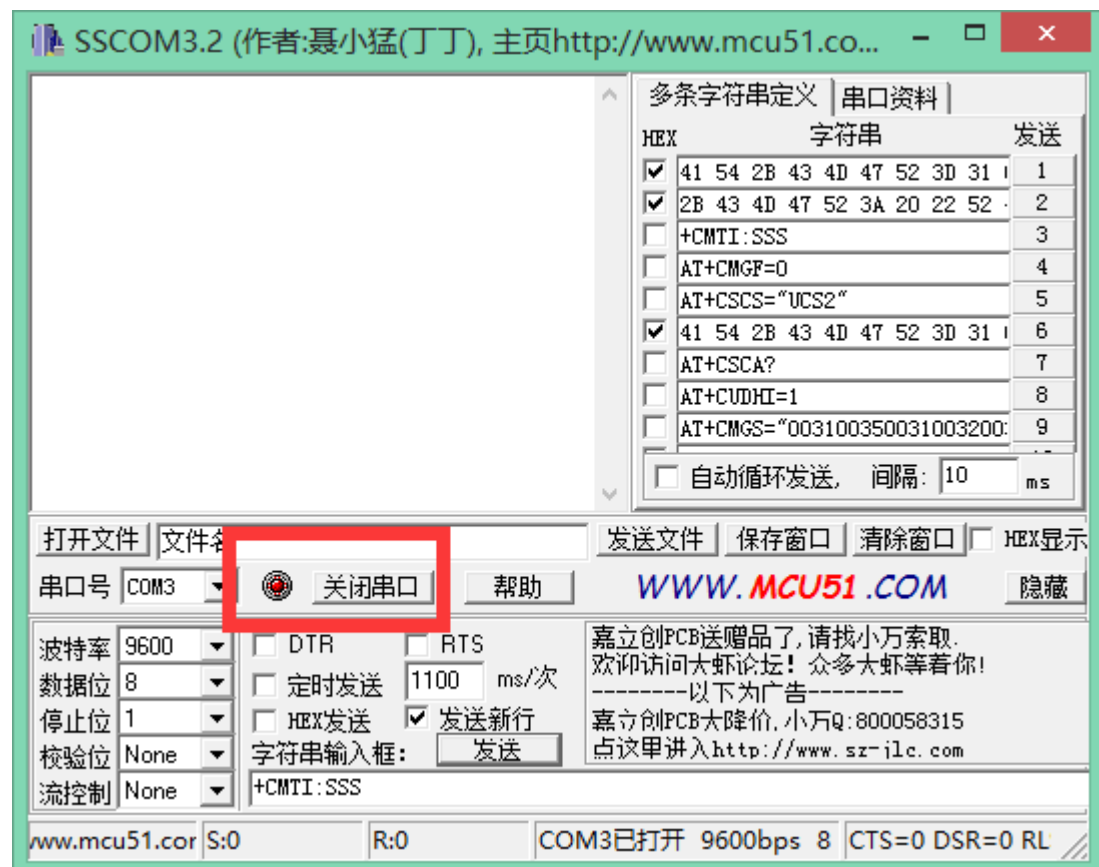 SSCOM3.2 (作者:聂小猛(丁丁), 主页http://www.mcu51.co...
多条字符串定义 串口资料
HEX 字符串 发送
41 54 2B 43 4D 47 52 3D 31 1
2B 43 4D 47 52 3A 20 22 52 2
+CMTI:SSS 3
AT+CMGF=0 4
AT+CSCS="UCS2" 5
41 54 2B 43 4D 47 52 3D 31 6
AT+CSCA? 7
AT+CUDHI=1 8
AT+CMGS="00310035003100320 9
自动循环发送, 间隔: 10 ms
打开文件 文件名 发送文件 保存窗口 清除窗口 HEX显示
串口号 COM3 关闭串口 帮助 WWW.MCU51.COM 隐藏
波特率 9600 DTR RTS
数据位 8 定时发送 1100 ms/次
停止位 1 HEX发送 发送新行
校验位 None 字符串输入框: 发送
流控制 None +CMTI:SSS
嘉立创PCB送赠品了,请找小万索取.
欢迎访问大虾论坛! 众多大虾等着你!
--------以下为广告--------
嘉立创PCB大降价,小万Q:800058315
点这里进入http://www.sz-jlc.com
www.mcu51.cor S:0 R:0 COM3已打开 9600bps 8 CTS=0 DSR=0 RL